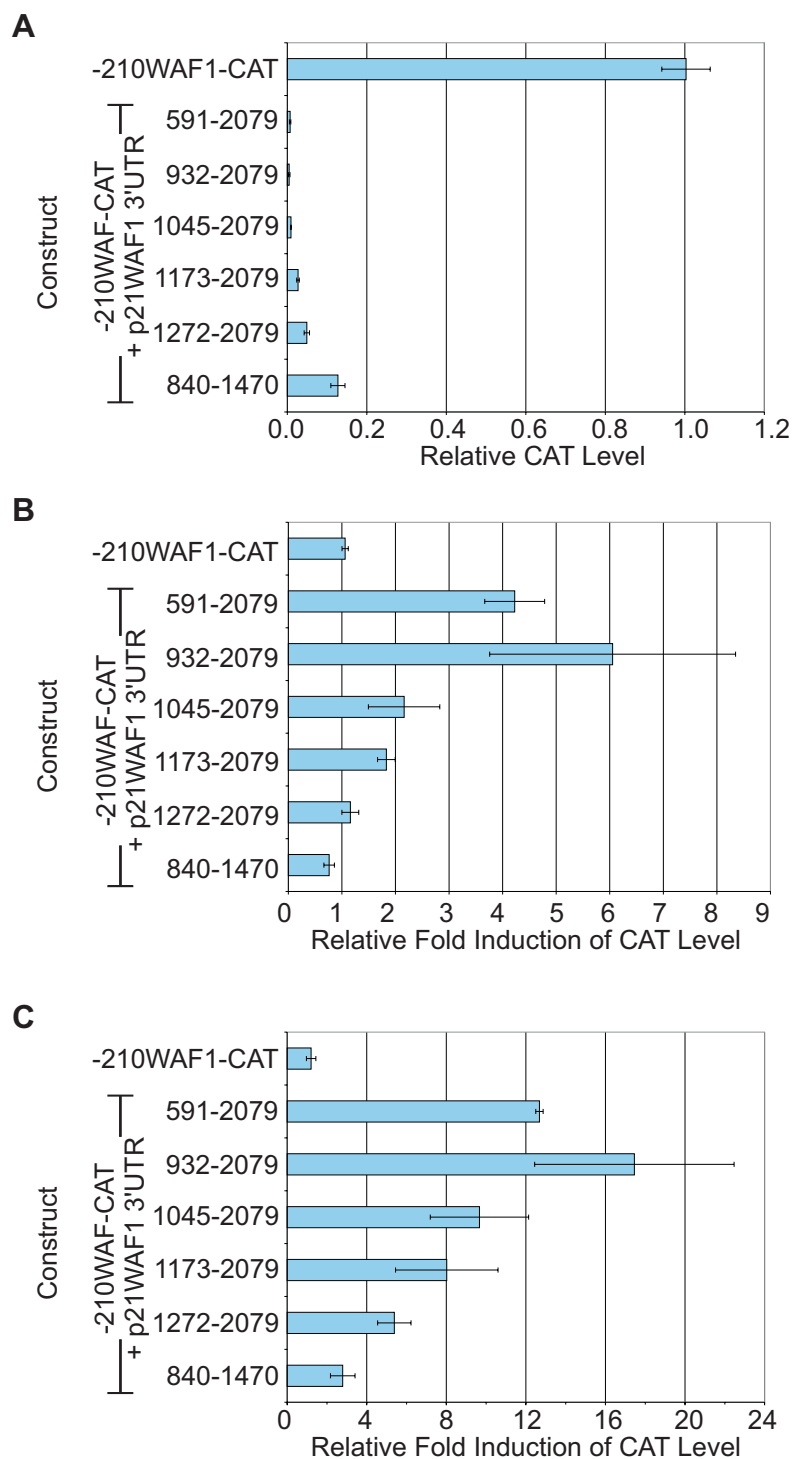 A
-210WAF1-CAT
591-2079
932-2079
1045-2079
1173-2079
1272-2079
840-1470
Construct
-210WAF-CAT
+ p21WAF1 3'UTR
0.0 0.2 0.4 0.6 0.8 1.0 1.2
Relative CAT Level
B
-210WAF1-CAT
591-2079
932-2079
1045-2079
1173-2079
1272-2079
840-1470
Construct
-210WAF-CAT
+ p21WAF1 3'UTR
0 1 2 3 4 5 6 7 8 9
Relative Fold Induction of CAT Level
C
-210WAF1-CAT
591-2079
932-2079
1045-2079
1173-2079
1272-2079
840-1470
Construct
-210WAF-CAT
+ p21WAF1 3'UTR
0 4 8 12 16 20 24
Relative Fold Induction of CAT Level